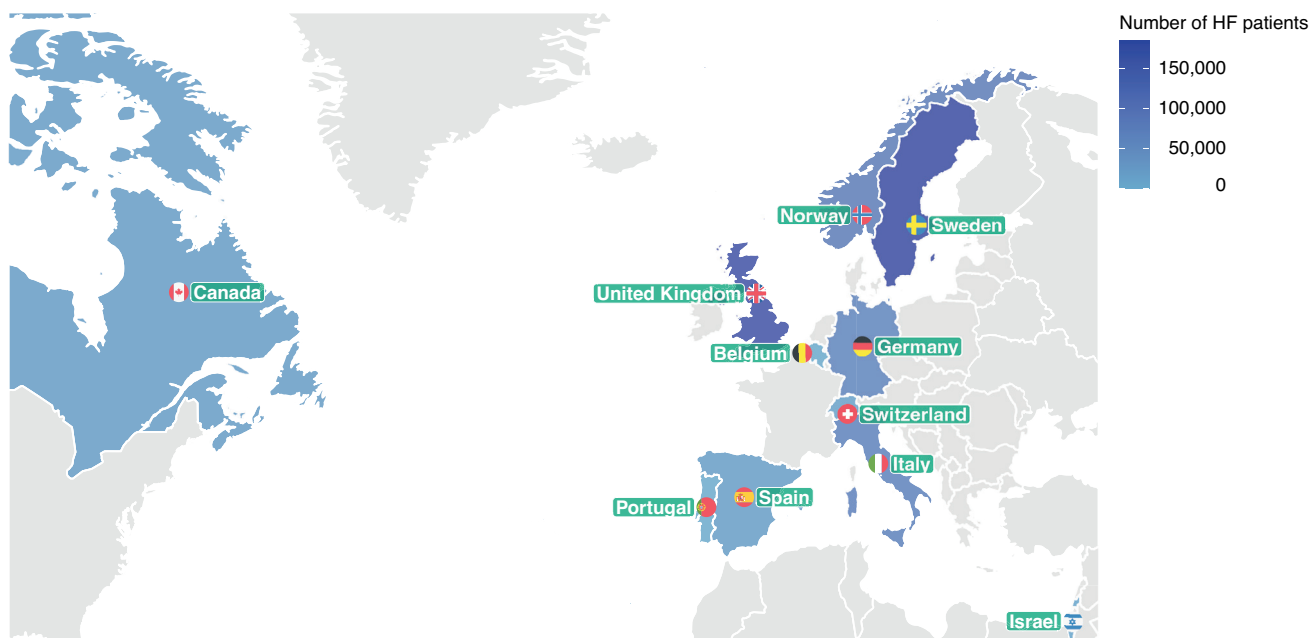 Number of HF patients
150,000
100,000
50,000
0
Norway
Sweden
Canada
United Kingdom
Belgium
Germany
Switzerland
Italy
Portugal
Spain
Israel